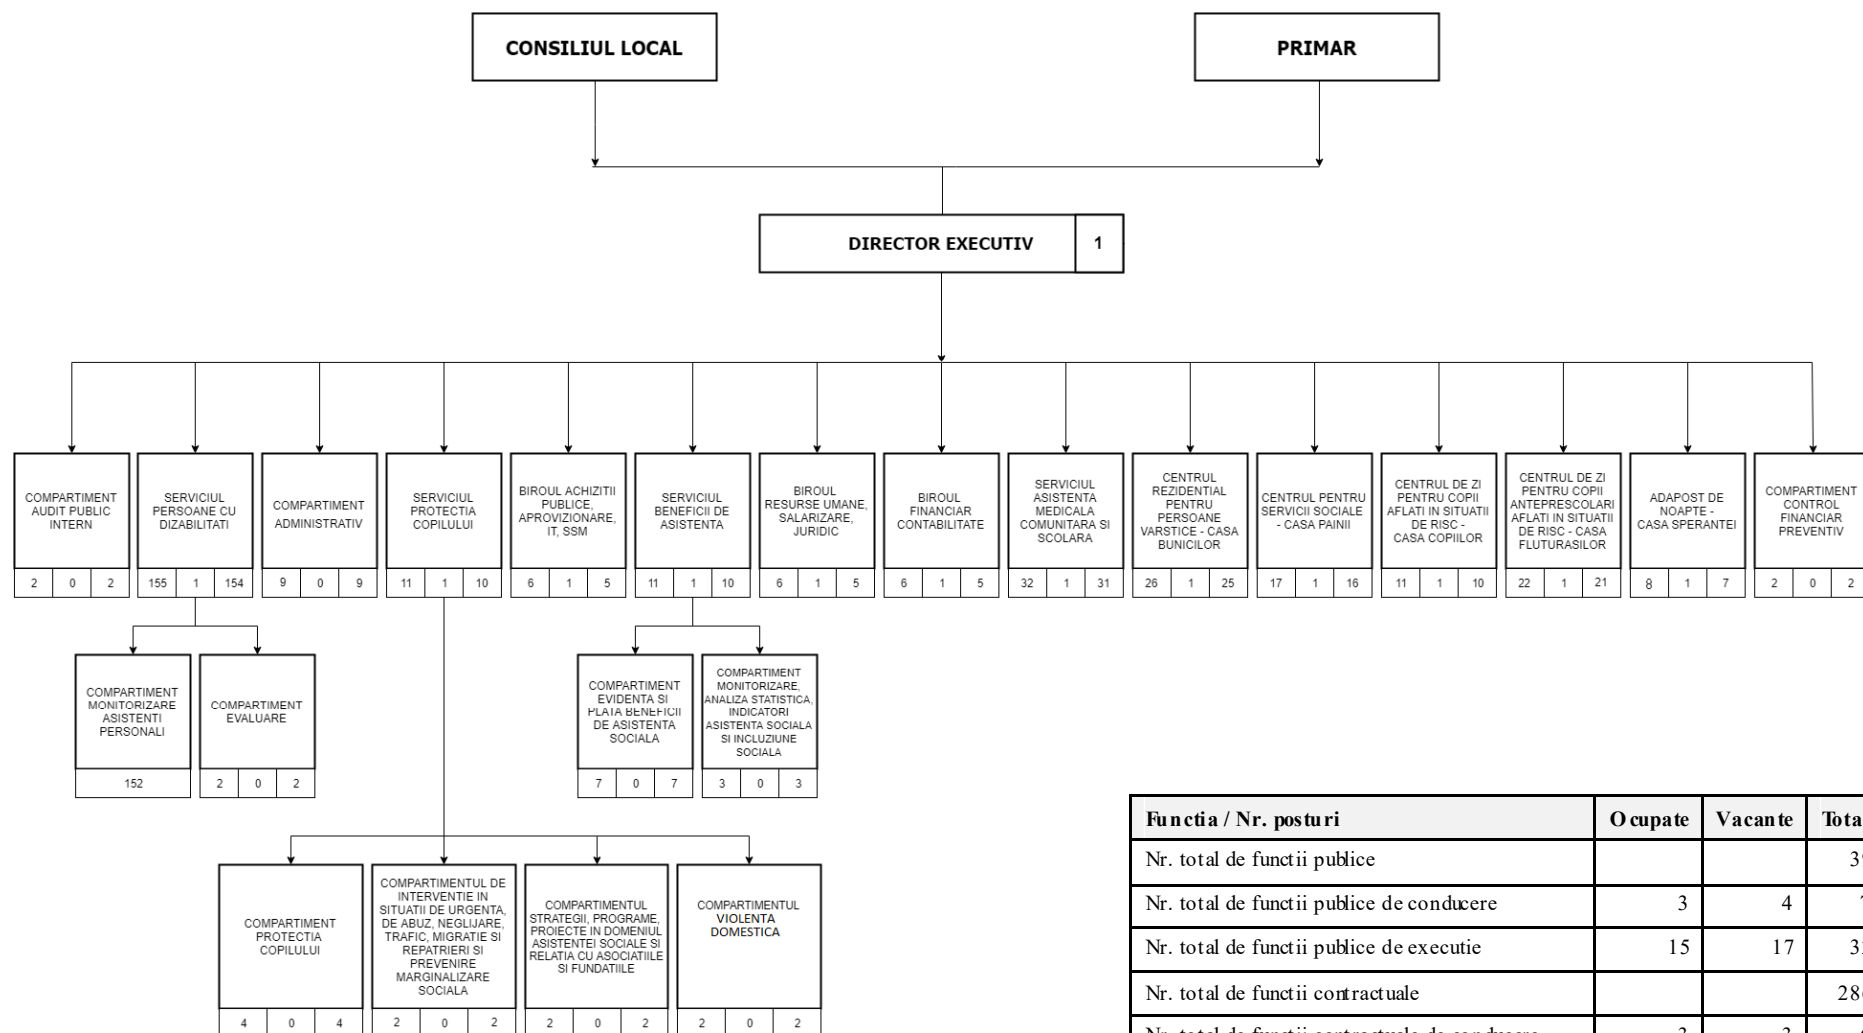 CONSILIUL LOCAL
PRIMAR
DIRECTOR EXECUTIV
1
COMPARTIMENT
AUDIT PUBLIC
INTERN
2 0 2
SERVICIUL
PERSOANE CU
DIZABILITATI
155 1 154
COMPARTIMENT
ADMINISTRATIV
9 0 9
SERVICIUL
PROTECTIA
COPILULUI
11 1 10
BIROUL ACHIZITII
PUBLICE,
APROVIZIONARE,
IT, SSM
6 1 5
SERVICIUL
BENEFICII DE
ASISTENTA
11 1 10
BIROUL
RESURSE UMANE,
SALARIZARE,
JURIDIC
6 1 5
BIROUL
FINANCIAR
CONTABILITATE
6 1 5
SERVICIUL
ASISTENTA
MEDICALA
COMUNITARA SI
SCOLARA
32 1 31
CENTRUL
REZIDENTIAL
PENTRU
PERSOANE
VARSTICE - CASA
BUNICILOR
26 1 25
CENTRUL PENTRU
SERVICII SOCIALE
- CASA PAINII
17 1 16
CENTRUL DE ZI
PENTRU COPII
AFLATI IN SITUATII
DE RISC -
CASA COPIILOR
11 1 10
CENTRUL DE ZI
PENTRU COPII
ANTEPRESCOLARI
AFLATI IN SITUATII
DE RISC - CASA
FLUTURASILOR
22 1 21
ADAPOST DE
NOAPTE -
CASA SPERANTEI
8 1 7
COMPARTIMENT
CONTROL
FINANCIAR
PREVENTIV
2 0 2
COMPARTIMENT
MONITORIZARE
ASISTENTI
PERSONALI
152
COMPARTIMENT
EVALUARE
2 0 2
COMPARTIMENT
EVIDENTA SI
PLATA BENEFICII
DE ASISTENTA
SOCIALA
7 0 7
COMPARTIMENT
MONITORIZARE,
ANALIZA STATISTICA,
INDICATORI
ASISTENTA SOCIALA
SI INCLUZIUNE
SOCIALA
3 0 3
COMPARTIMENT
PROTECTIA
COPILULUI
4 0 4
COMPARTIMENTUL DE
INTERVENTIE IN
SITUATII DE URGENTA,
DE ABUZ, NEGLIJARE,
TRAFIC, MIGRATIE SI
REPATRIERI SI
PREVENIRE
MARGINALIZARE
SOCIALA
2 0 2
COMPARTIMENTUL
STRATEGII, PROGRAME,
PROIECTE IN DOMENIUL
ASISTENTEI SOCIALE SI
RELATIA CU ASOCIATIILE
SI FUNDATIILE
2 0 2
COMPARTIMENTUL
VIOLENTA
DOMESTICA
2 0 2
Functia / Nr. posturi Ocupate Vacante
Nr. total de functii publice
Nr. total de functii publice de conducere 3 4
Nr. total de functii publice de executie 15 17
Nr. total de functii contractuale
Nr. total de functii contractuale de conducere 3 3